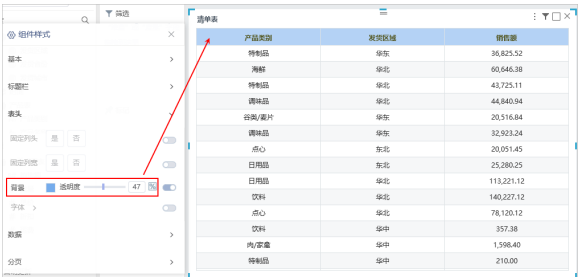 筛选
组件样式
基本
标题栏
表头
固定列头 是 否
固定列宽 是 否
背景 透明度 47 %
字体
数据
分页
清单表
产品类别 发货区域 销售额
特制品 华东 36,825.52
海鲜 华北 60,646.38
特制品 华北 43,725.11
调味品 华北 44,840.94
谷类/麦片 华东 20,516.84
调味品 华东 32,923.24
点心 东北 20,051.45
日用品 东北 25,280.25
日用品 华北 113,221.12
饮料 华北 140,227.12
点心 华北 78,120.12
饮料 华中 357.38
肉/家禽 华中 1,598.40
特制品 华中 210.00